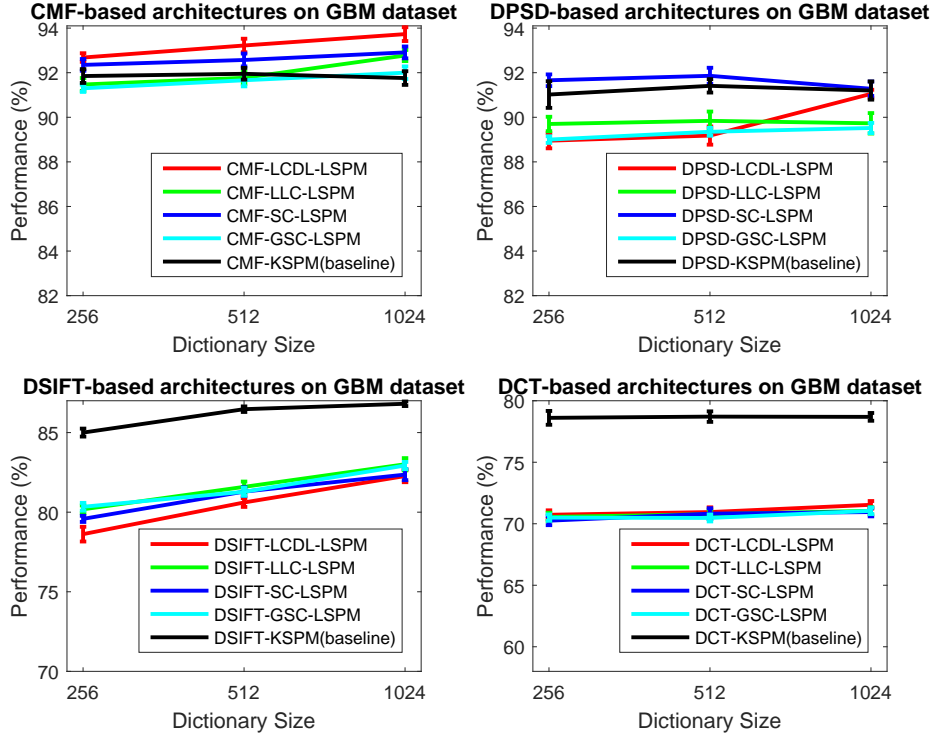 CMF-based architectures on GBM dataset
94
92
90
88
86
84
82
Performance (%)
CMF-LCDL-LSPM
CMF-LLC-LSPM
CMF-SC-LSPM
CMF-GSC-LSPM
CMF-KSPM(baseline)
256
512
1024
Dictionary Size
DPSD-based architectures on GBM dataset
94
92
90
88
86
84
82
Performance (%)
DPSD-LCDL-LSPM
DPSD-LLC-LSPM
DPSD-SC-LSPM
DPSD-GSC-LSPM
DPSD-KSPM(baseline)
256
512
1024
Dictionary Size
DSIFT-based architectures on GBM dataset
85
80
75
70
Performance (%)
DSIFT-LCDL-LSPM
DSIFT-LLC-LSPM
DSIFT-SC-LSPM
DSIFT-GSC-LSPM
DSIFT-KSPM(baseline)
256
512
1024
Dictionary Size
DCT-based architectures on GBM dataset
80
75
70
65
60
Performance (%)
DCT-LCDL-LSPM
DCT-LLC-LSPM
DCT-SC-LSPM
DCT-GSC-LSPM
DCT-KSPM(baseline)
256
512
1024
Dictionary Size